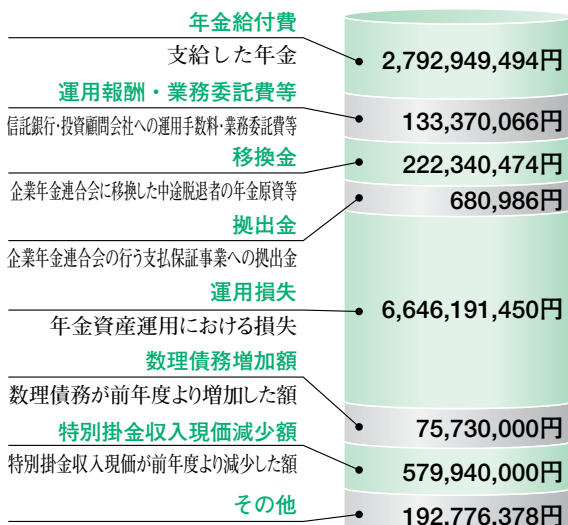 年金給付費
支給した年金
2,792,949,494円
運用報酬・業務委託費等
信託銀行・投資顧問会社への運用手数料・業務委託費等
133,370,066円
移換金
企業年金連合会に移換した中途脱退者の年金原資等
222,340,474円
拠出金
企業年金連合会の行う支払保証事業への拠出金
680,986円
運用損失
年金資産運用における損失
6,646,191,450円
数理債務増加額
数理債務が前年度より増加した額
75,730,000円
特別掛金収入現価減少額
特別掛金収入現価が前年度より減少した額
579,940,000円
その他
192,776,378円